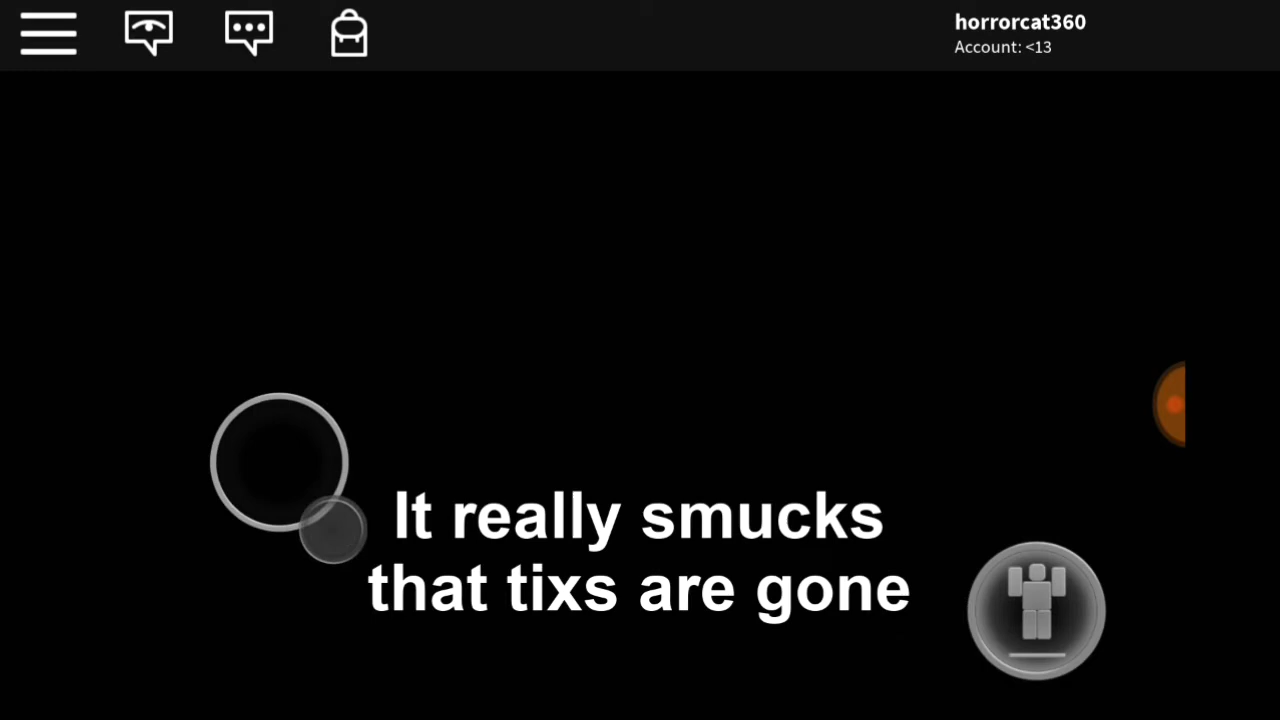 horrorcat360
Account: <13
It really smucks
that tixs are gone